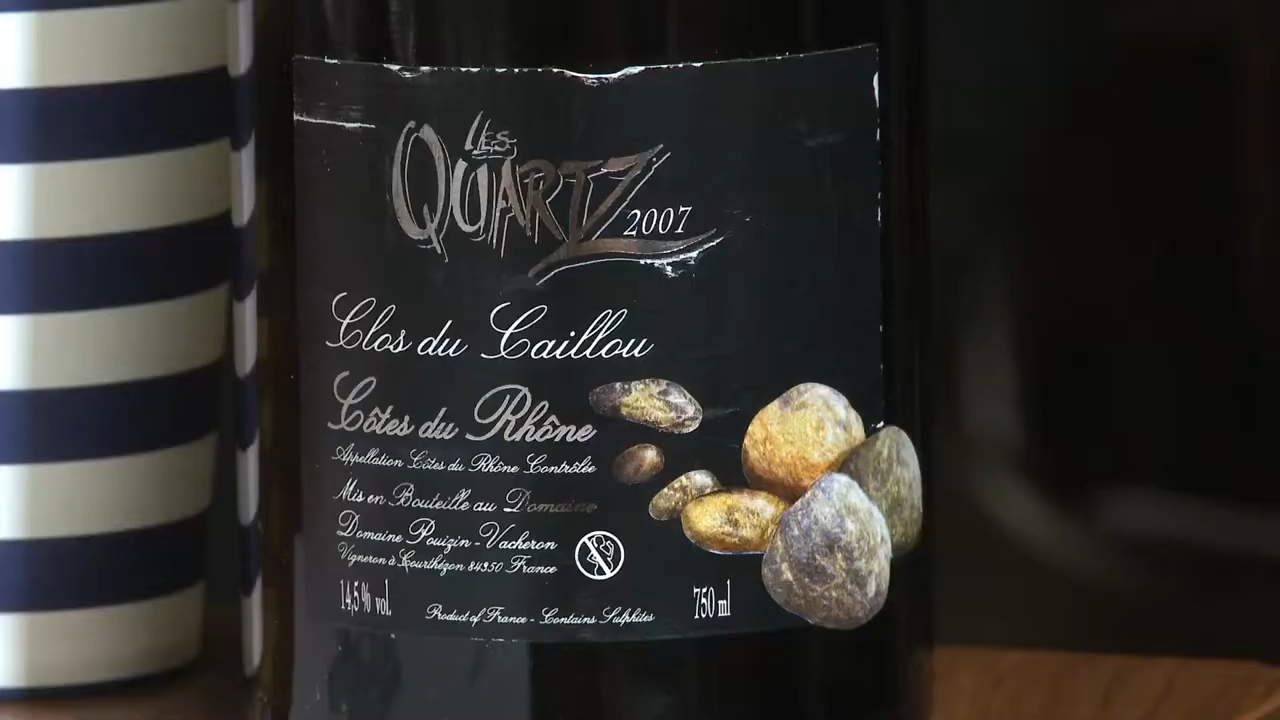 LES
QUARTZ 2007
Clos du Caillou
Côtes du Rhône
Appellation Côtes du Rhône Contrôlée
Mis en Bouteille au Domaine
Domaine Pouizin - Vacheron
Vigneron à Courthézon 84350 France
14,5 % vol.
Product of France - Contains Sulphites
750 ml